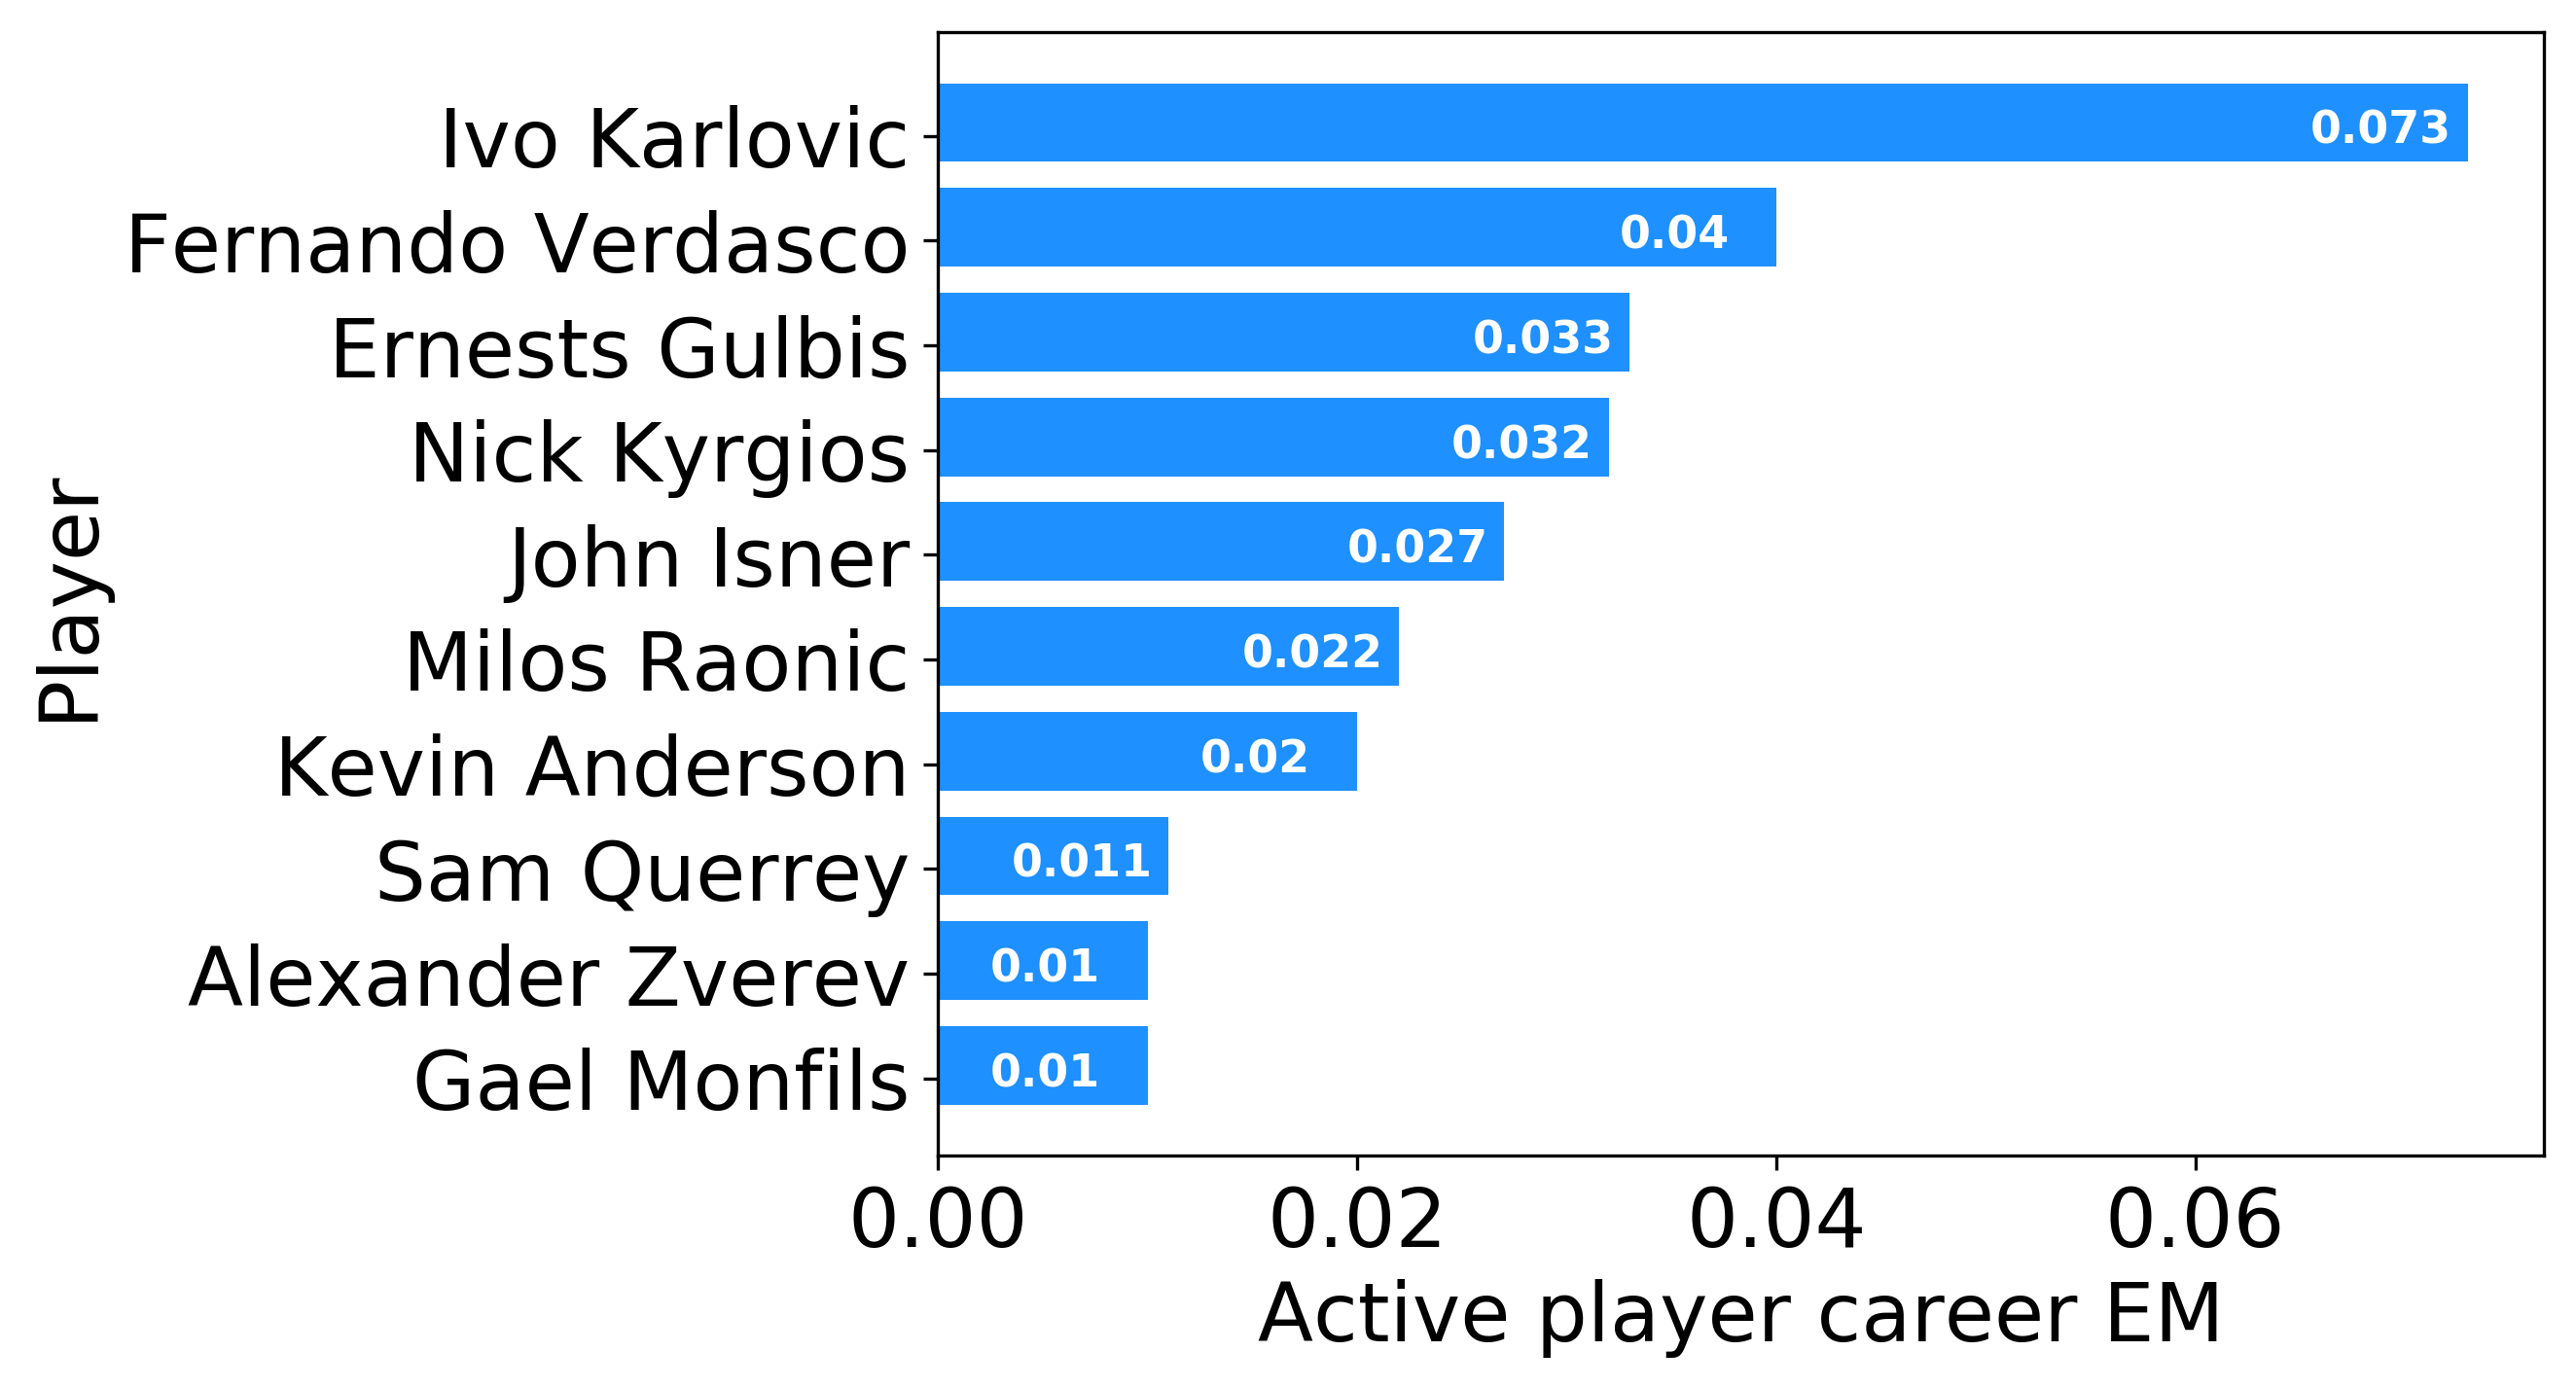 Player
Ivo Karlovic 0.073
Fernando Verdasco 0.04
Ernests Gulbis 0.033
Nick Kyrgios 0.032
John Isner 0.027
Milos Raonic 0.022
Kevin Anderson 0.02
Sam Querrey 0.011
Alexander Zverev 0.01
Gael Monfils 0.01
0.00 0.02 0.04 0.06
Active player career EM